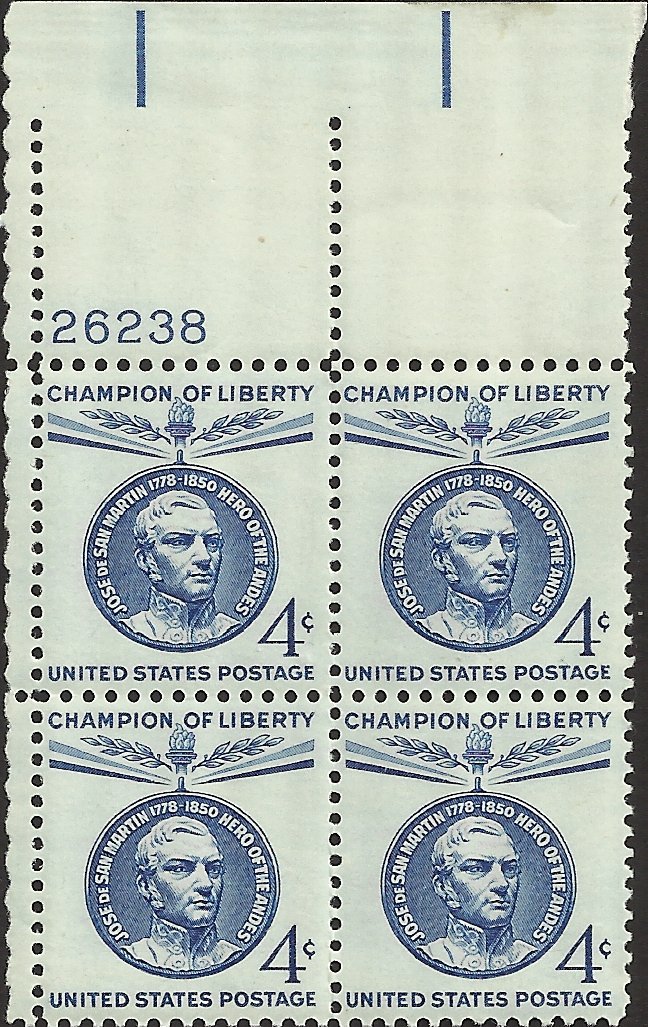 26238
CHAMPION OF LIBERTY
JOSE DE SAN MARTIN 1778-1850 HERO OF THE ANDES
4¢
UNITED STATES POSTAGE
CHAMPION OF LIBERTY
JOSE DE SAN MARTIN 1778-1850 HERO OF THE ANDES
4¢
UNITED STATES POSTAGE
CHAMPION OF LIBERTY
JOSE DE SAN MARTIN 1778-1850 HERO OF THE ANDES
4¢
UNITED STATES POSTAGE
CHAMPION OF LIBERTY
JOSE DE SAN MARTIN 1778-1850 HERO OF THE ANDES
4¢
UNITED STATES POSTAGE